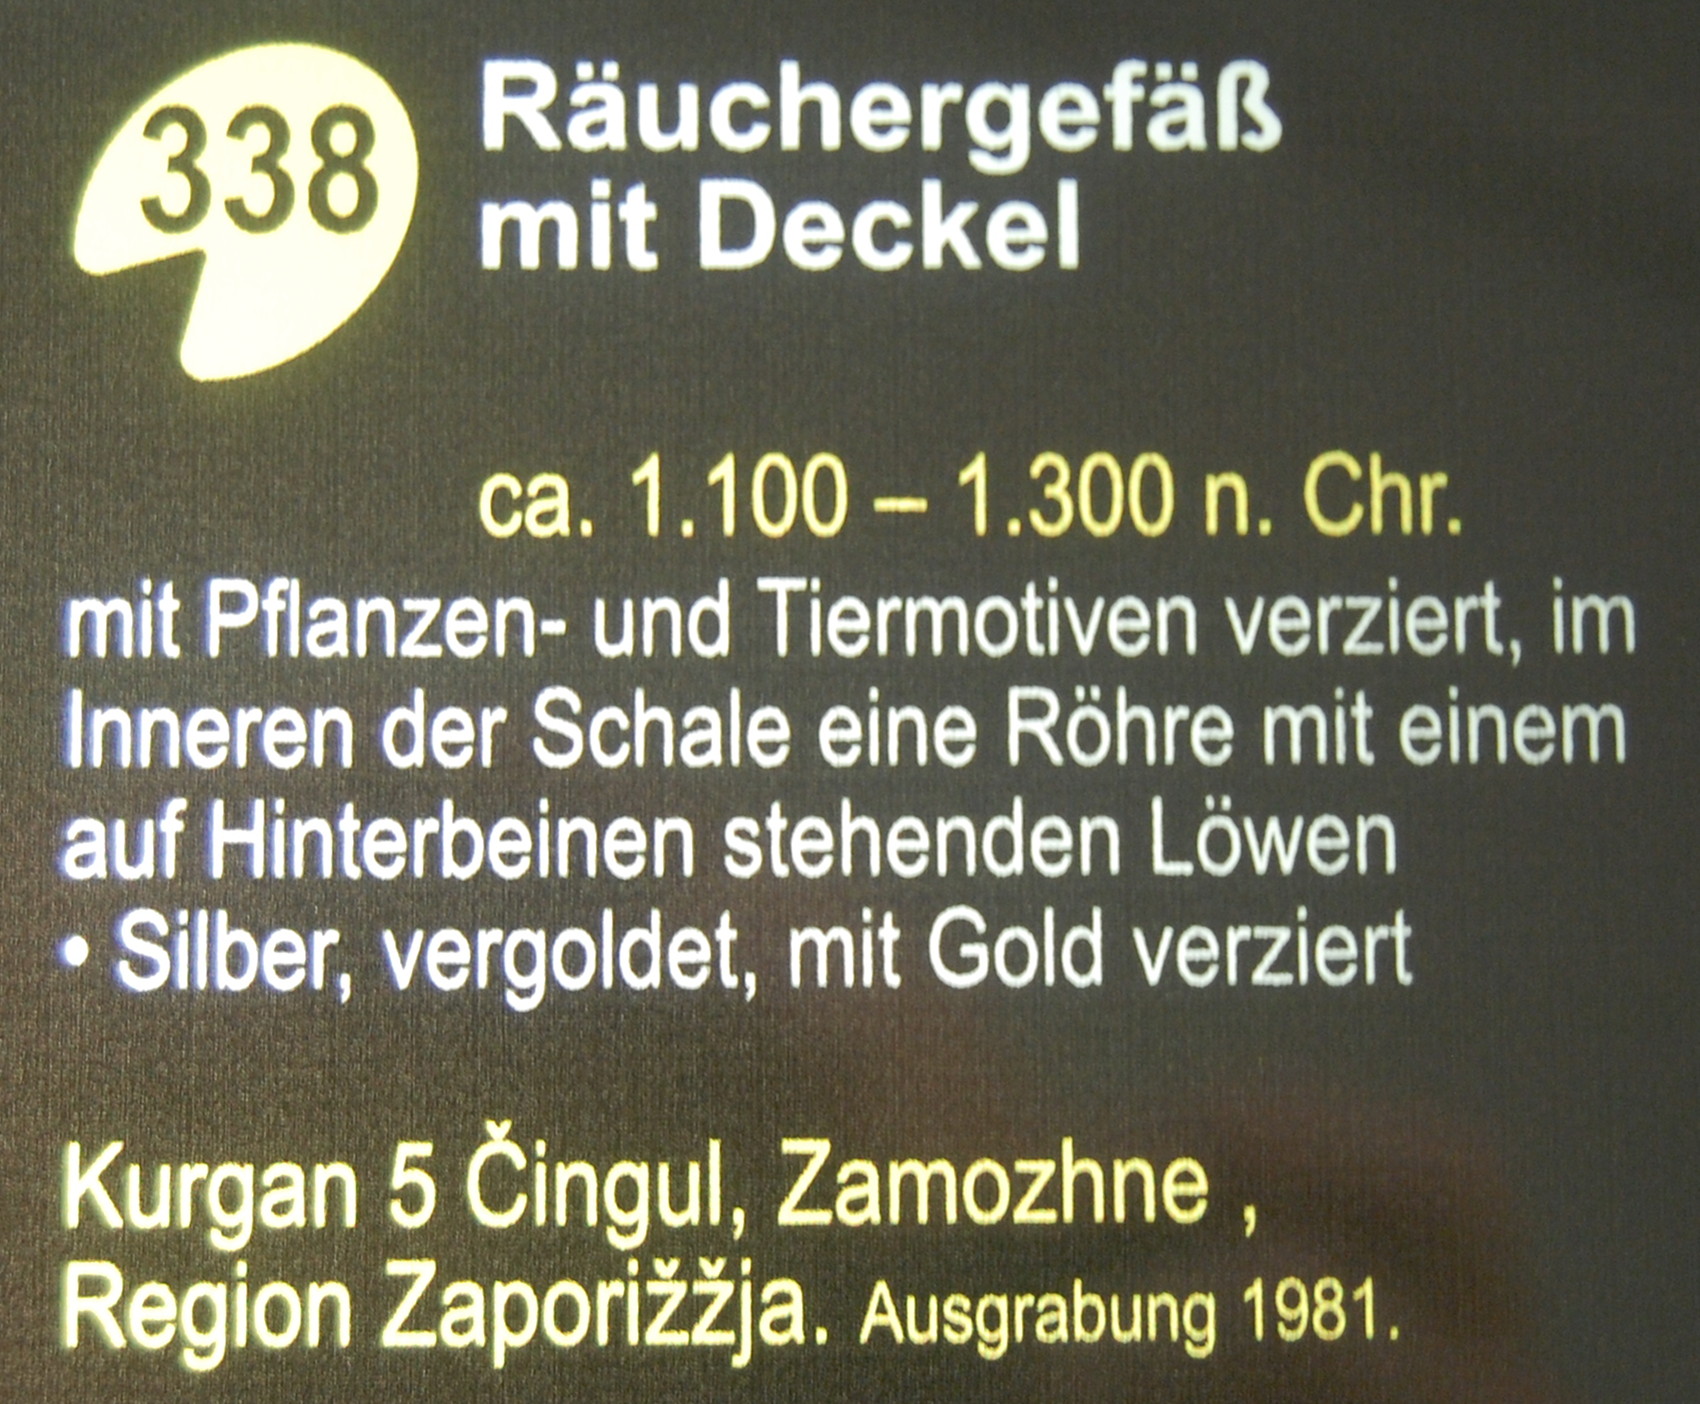 338
Räuchergefäß
mit Deckel
ca. 1.100 – 1.300 n. Chr.
mit Pflanzen- und Tiermotiven verziert, im
Inneren der Schale eine Röhre mit einem
auf Hinterbeinen stehenden Löwen
• Silber, vergoldet, mit Gold verziert
Kurgan 5 Čingul, Zamozhne ,
Region Zaporižžja. Ausgrabung 1981.